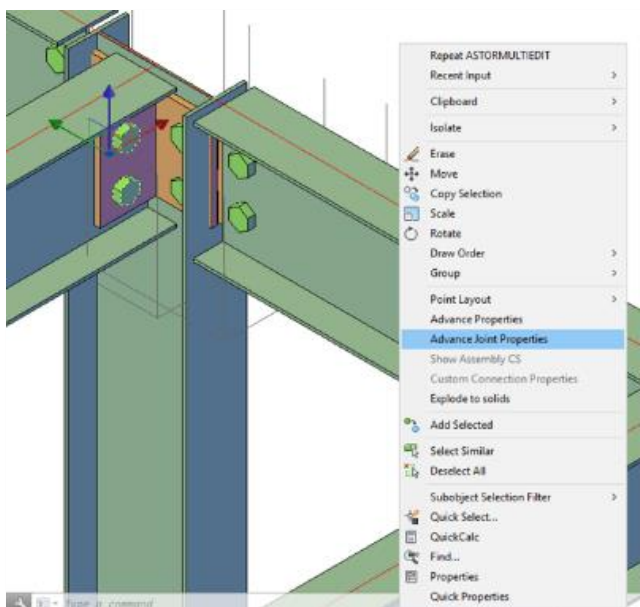 Repeat ASTORMULTIEDIT
Recent Input
Clipboard
Isolate
Erase
Move
Copy Selection
Scale
Rotate
Draw Order
Group
Point Layout
Advance Properties
Advance Joint Properties
Show Assembly CS
Custom Connection Properties
Explode to solids
Add Selected
Select Similar
Deselect All
Subobject Selection Filter
Quick Select...
QuickCalc
Find...
Properties
Quick Properties
Type a command